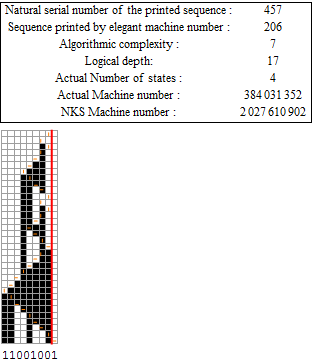 Natural serial number of the printed sequence : 457
Sequence printed by elegant machine number : 206
Algorithmic complexity : 7
Logical depth: 17
Actual Number of states : 4
Actual Machine number : 384 031 352
NKS Machine number : 2 027 610 902
11001001